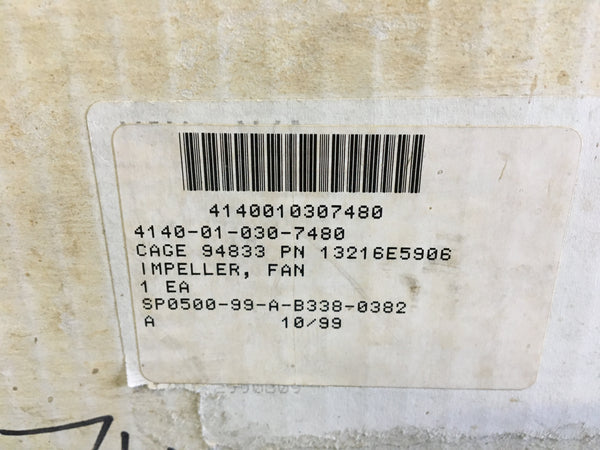 4140010307480
4140-01-030-7480
CAGE 94833 PN 13216E5906
IMPELLER, FAN
1 EA
SP0500-99-A-B338-0382
A 10/99